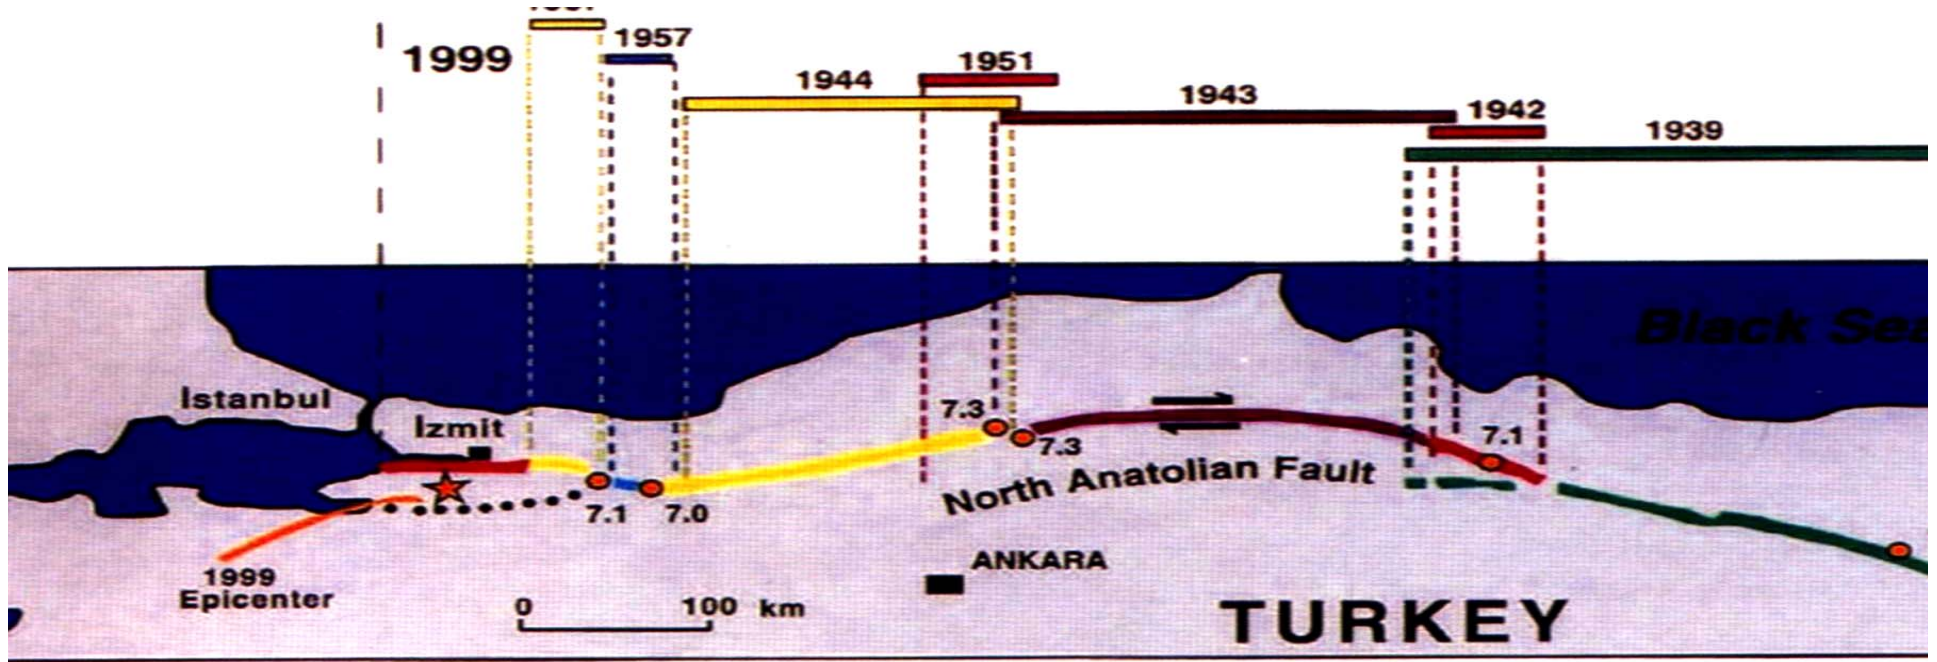 1957
1999
1951
1944
1943
1942
1939
Black Sea
İstanbul
İzmit
7.3
7.3
7.1
North Anatolian Fault
7.1
7.0
ANKARA
1999
Epicenter
0 100 km
TURKEY